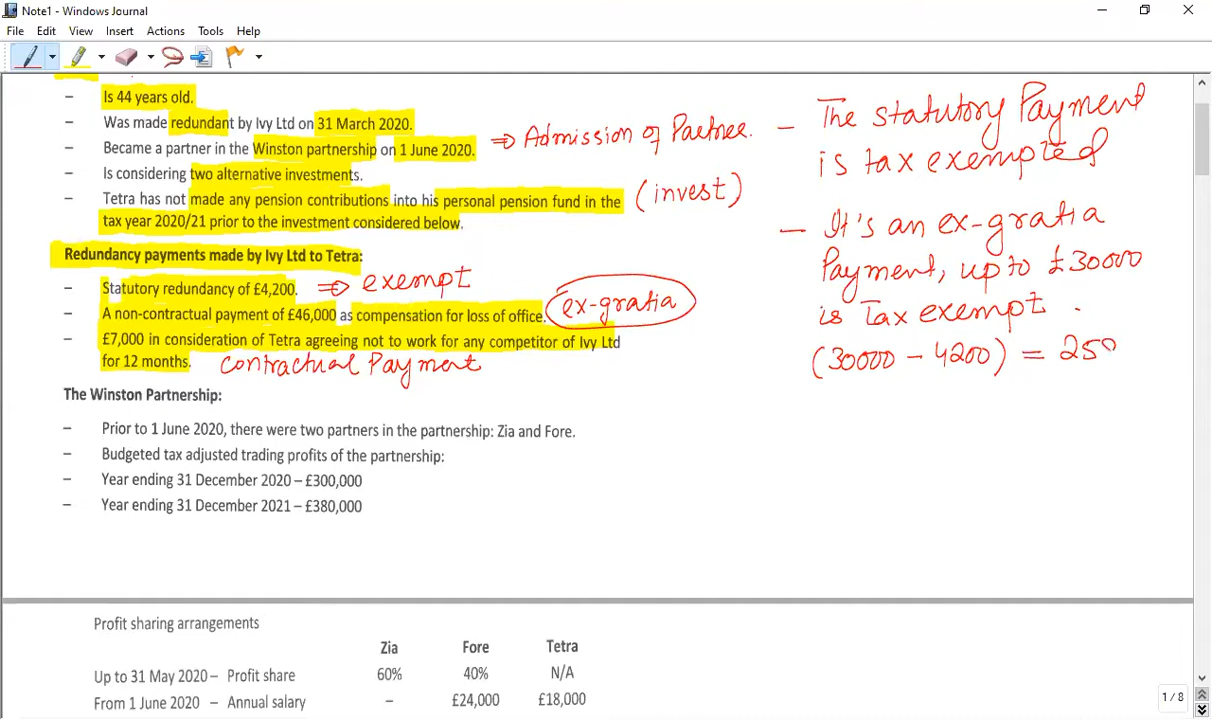 Note1 - Windows Journal
File Edit View Insert Actions Tools Help
– Is 44 years old.
– Was made redundant by Ivy Ltd on 31 March 2020.
– Became a partner in the Winston partnership on 1 June 2020. ⇒ Admission of Partner.
– Is considering two alternative investments.
– Tetra has not made any pension contributions into his personal pension fund in the (invest)
tax year 2020/21 prior to the investment considered below.
Redundancy payments made by Ivy Ltd to Tetra:
– Statutory redundancy of £4,200. ⇒ exempt
– A non-contractual payment of £46,000 as compensation for loss of office. ex-gratia
– £7,000 in consideration of Tetra agreeing not to work for any competitor of Ivy Ltd
for 12 months. contractual Payment
– The statutory Payment
is tax exempted
– It's an ex-gratia
Payment, up to £30000
is Tax exempt .
(30000 – 4200) = 258
The Winston Partnership:
– Prior to 1 June 2020, there were two partners in the partnership: Zia and Fore.
– Budgeted tax adjusted trading profits of the partnership:
– Year ending 31 December 2020 – £300,000
– Year ending 31 December 2021 – £380,000
Profit sharing arrangements
Zia Fore Tetra
Up to 31 May 2020 – Profit share 60% 40% N/A
From 1 June 2020 – Annual salary – £24,000 £18,000
1 / 8